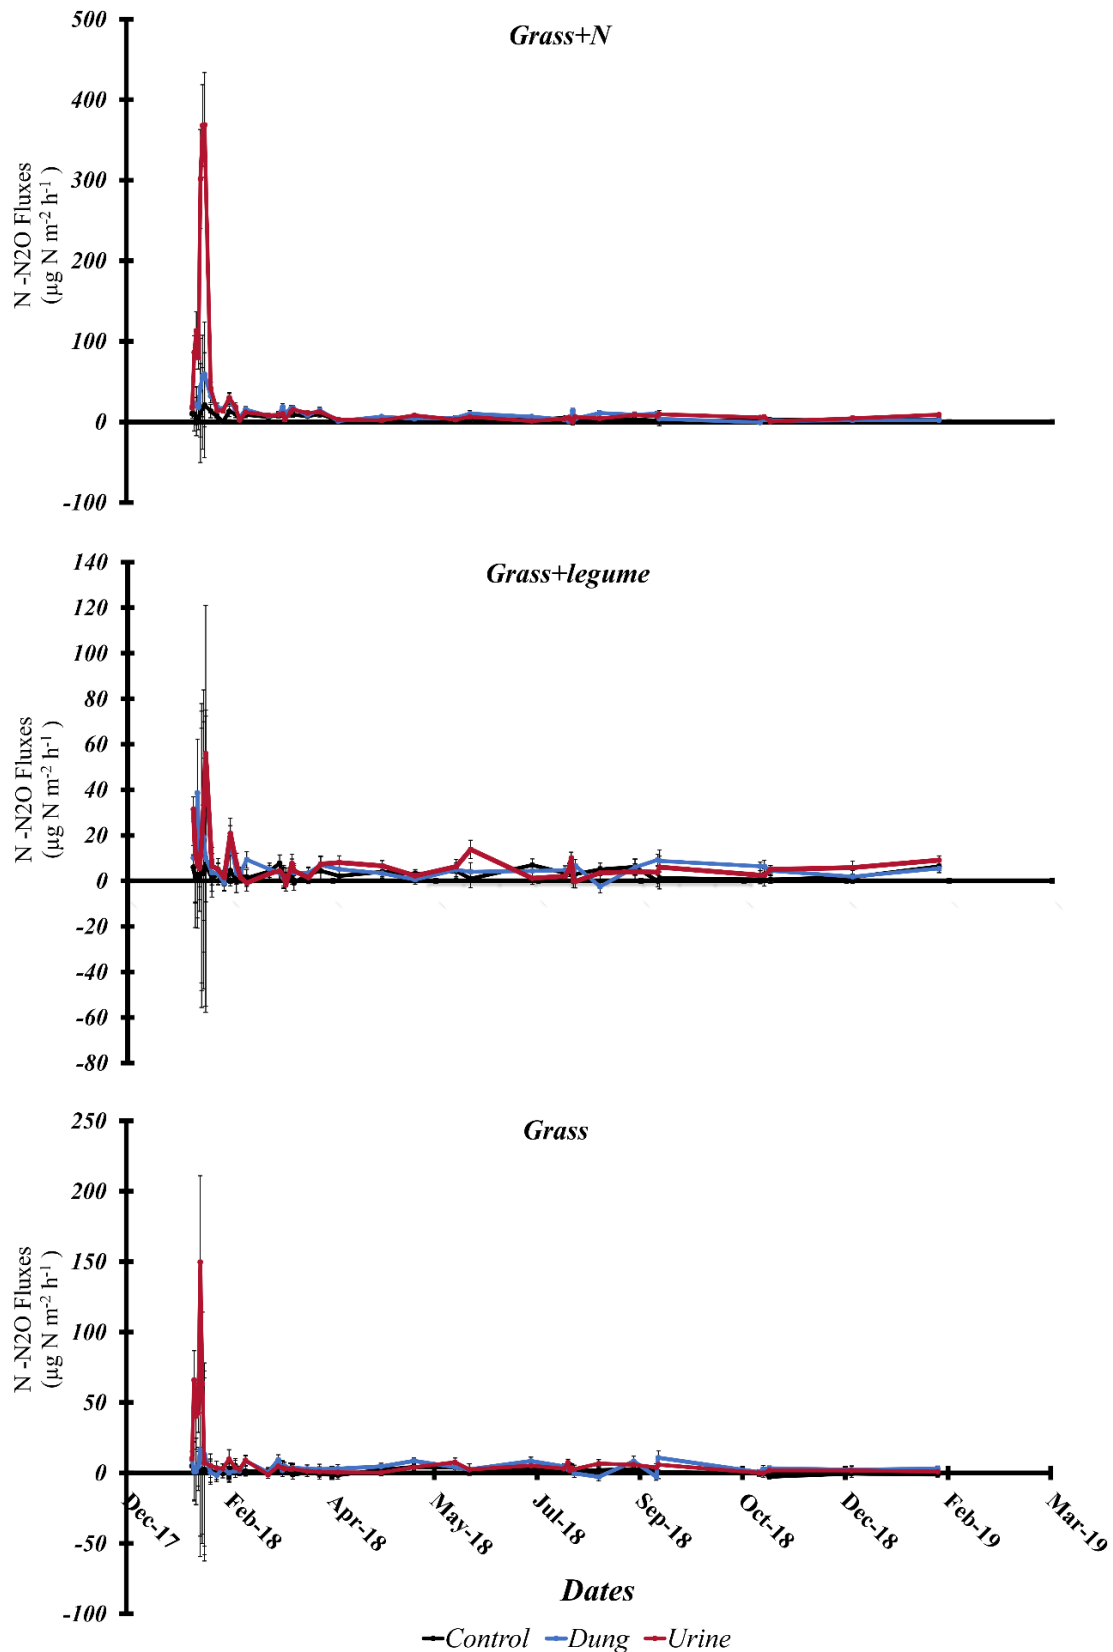 Grass+N
N -N2O Fluxes
(µg N m-2 h-1 )
500
400
300
200
100
0
-100
Grass+legume
N -N2O Fluxes
(µg N m-2 h-1 )
140
120
100
80
60
40
20
0
-20
-40
-60
-80
Grass
N -N2O Fluxes
(µg N m-2 h-1 )
250
200
150
100
50
0
-50
-100
Dec-17 Feb-18 Apr-18 May-18 Jul-18 Sep-18 Oct-18 Dec-18 Feb-19 Mar-19
Dates
Control Dung Urine